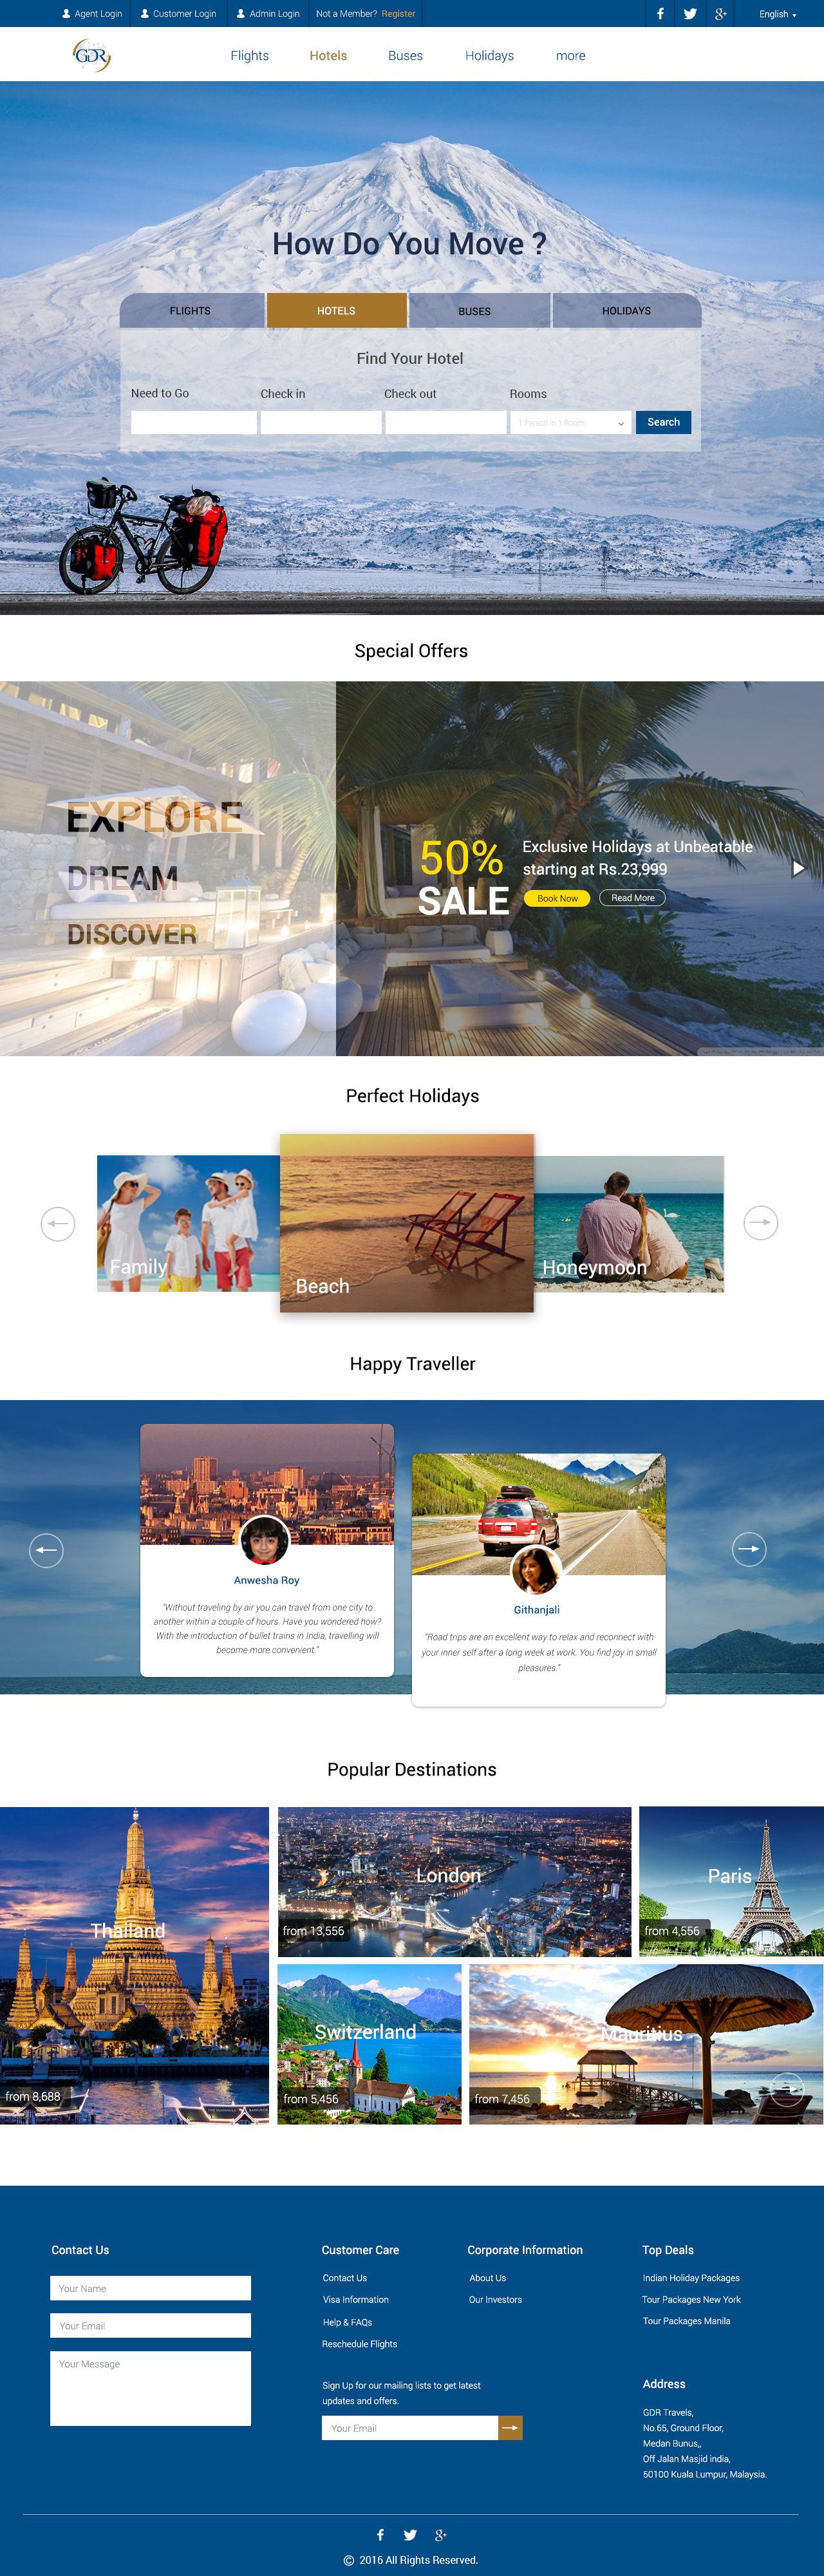 Agent Login
Customer Login
Admin Login
Not a Member? Register
English
GDR
Flights
Hotels
Buses
Holidays
more
How Do You Move ?
FLIGHTS
HOTELS
BUSES
HOLIDAYS
Find Your Hotel
Need to Go
Check in
Check out
Rooms
1 Person in 1 Room
Search
Special Offers
EXPLORE
DREAM
DISCOVER
50%
SALE
Exclusive Holidays at Unbeatable
starting at Rs.23,999
Book Now
Read More
Perfect Holidays
Family
Beach
Honeymoon
Happy Traveller
Anwesha Roy
"Without traveling by air you can travel from one city to
another within a couple of hours. Have you wondered how?
With the introduction of bullet trains in India, travelling will
become more convenient."
Githanjali
"Road trips are an excellent way to relax and reconnect with
your inner self after a long week at work. You find joy in small
pleasures."
Popular Destinations
Thailand
from 8,688
London
from 13,556
Paris
from 4,556
Switzerland
from 5,456
Mauritius
from 7,456
Contact Us
Your Name
Your Email
Your Message
Customer Care
Contact Us
Visa Information
Help & FAQs
Reschedule Flights
Sign Up for our mailing lists to get latest
updates and offers.
Your Email
Corporate Information
About Us
Our Investors
Top Deals
Indian Holiday Packages
Tour Packages New York
Tour Packages Manila
Address
GDR Travels,
No.65, Ground Floor,
Medan Bunus,,
Off Jalan Masjid india,
50100 Kuala Lumpur, Malaysia.
f
g+
© 2016 All Rights Reserved.